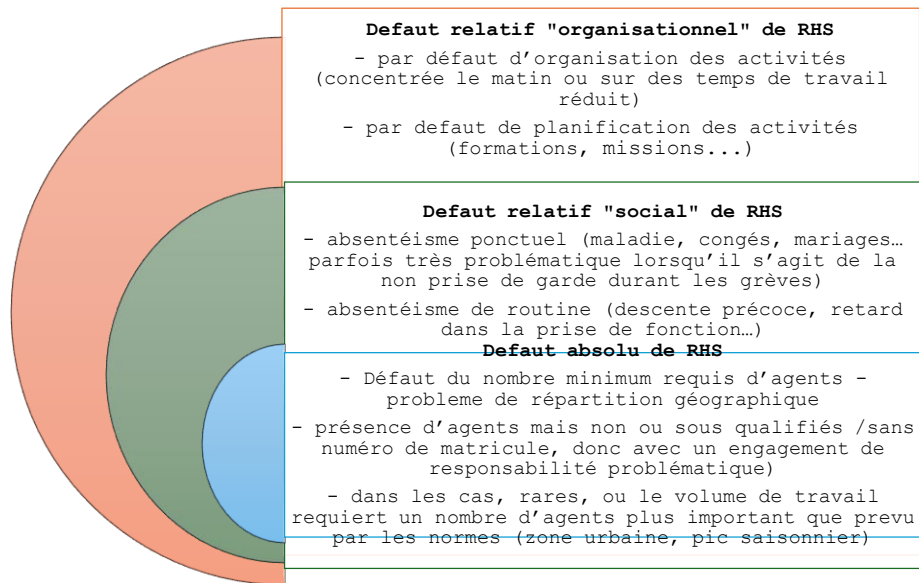 Defaut relatif "organisationnel" de RHS
- par défaut d'organisation des activités
(concentrée le matin ou sur des temps de travail
réduit)
- par defaut de planification des activités
(formations, missions...)
Defaut relatif "social" de RHS
- absentéisme ponctuel (maladie, congés, mariages…
parfois très problématique lorsqu'il s'agit de la
non prise de garde durant les grèves)
- absentéisme de routine (descente précoce, retard
dans la prise de fonction…)
Defaut absolu de RHS
- Défaut du nombre minimum requis d'agents -
probleme de répartition géographique
- présence d'agents mais non ou sous qualifiés /sans
numéro de matricule, donc avec un engagement de
responsabilité problématique)
- dans les cas, rares, ou le volume de travail
requiert un nombre d'agents plus important que prevu
par les normes (zone urbaine, pic saisonnier)